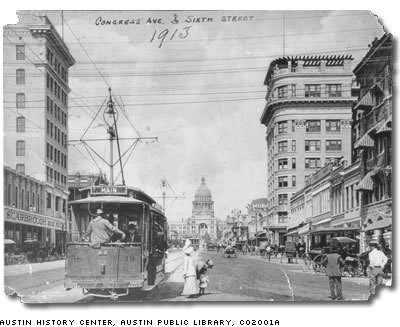 CONGRESS AVE. & SIXTH STREET
1913
MAIN
SCARBROUGH
AUSTIN HISTORY CENTER, AUSTIN PUBLIC LIBRARY, CO2001A